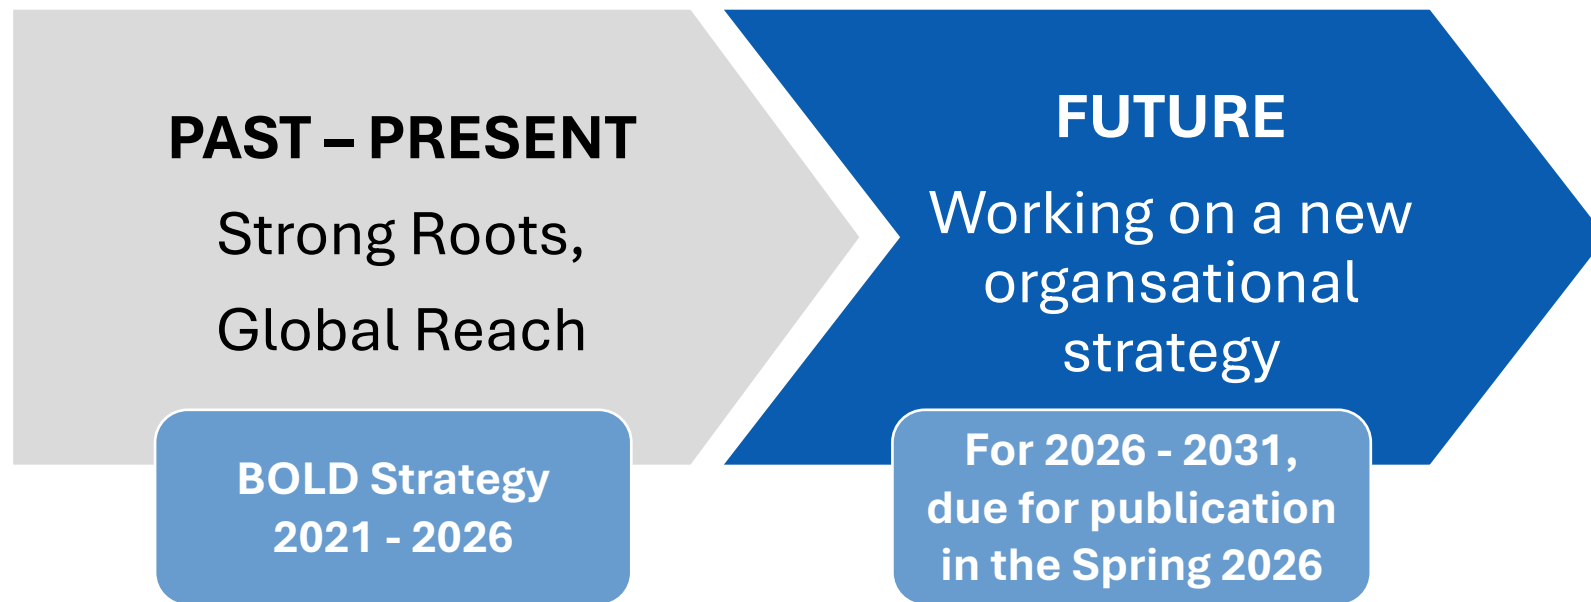 PAST – PRESENT
Strong Roots,
Global Reach
BOLD Strategy
2021 - 2026
FUTURE
Working on a new
organsational
strategy
For 2026 - 2031,
due for publication
in the Spring 2026